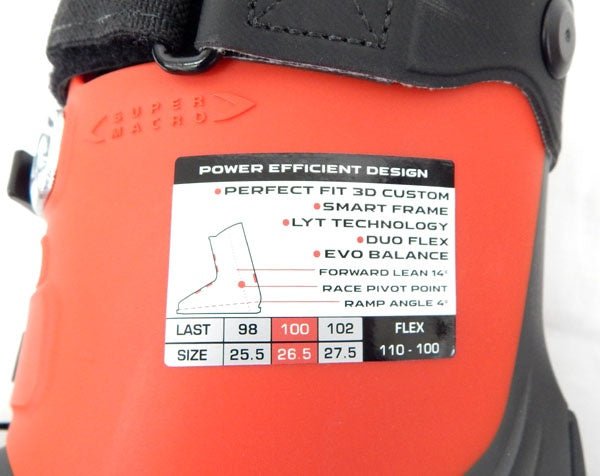 SUPER
MACRO
POWER EFFICIENT DESIGN
• PERFECT FIT 3D CUSTOM
• SMART FRAME
• LYT TECHNOLOGY
• DUO FLEX
• EVO BALANCE
FORWARD LEAN 14°
RACE PIVOT POINT
RAMP ANGLE 4°
LAST 98 100 102 FLEX
SIZE 25.5 26.5 27.5 110 - 100